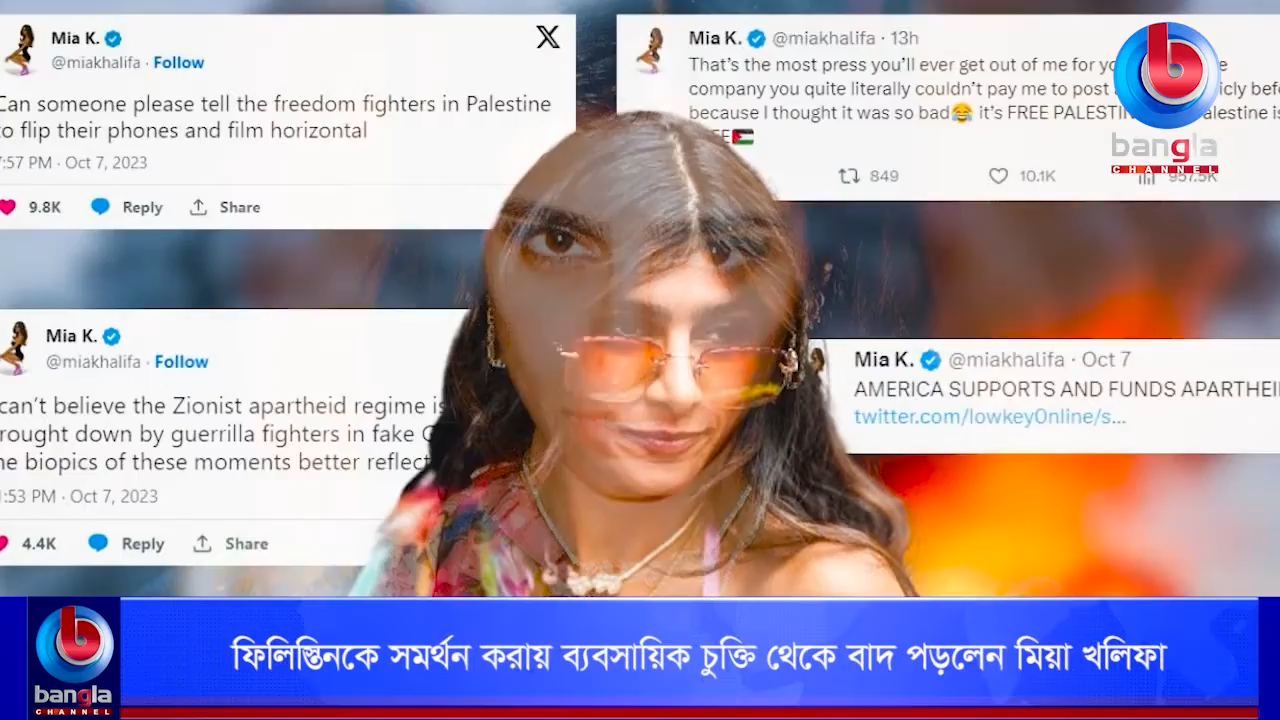 Mia K.
@miakhalifa · Follow
Can someone please tell the freedom fighters in Palestine
to flip their phones and film horizontal
7:57 PM · Oct 7, 2023
9.8K Reply Share
Mia K. @miakhalifa · 13h
That's the most press you'll ever get out of me for
company you quite literally couldn't pay me to post
because I thought it was so bad😂 it's FREE PALESTIN
🇵🇸
849 10.1K 957.5K
bangla
CHANNEL
Mia K.
@miakhalifa · Follow
can't believe the Zionist apartheid regime is
rought down by guerrilla fighters in fake
he biopics of these moments better reflect
:53 PM · Oct 7, 2023
4.4K Reply Share
Mia K. @miakhalifa · Oct 7
AMERICA SUPPORTS AND FUNDS APARTHEI
twitter.com/lowkey0nline/s...
ফিলিস্তিনকে সমর্থন করায় ব্যবসায়িক চুক্তি থেকে বাদ পড়লেন মিয়া খলিফা
bangla
CHANNEL